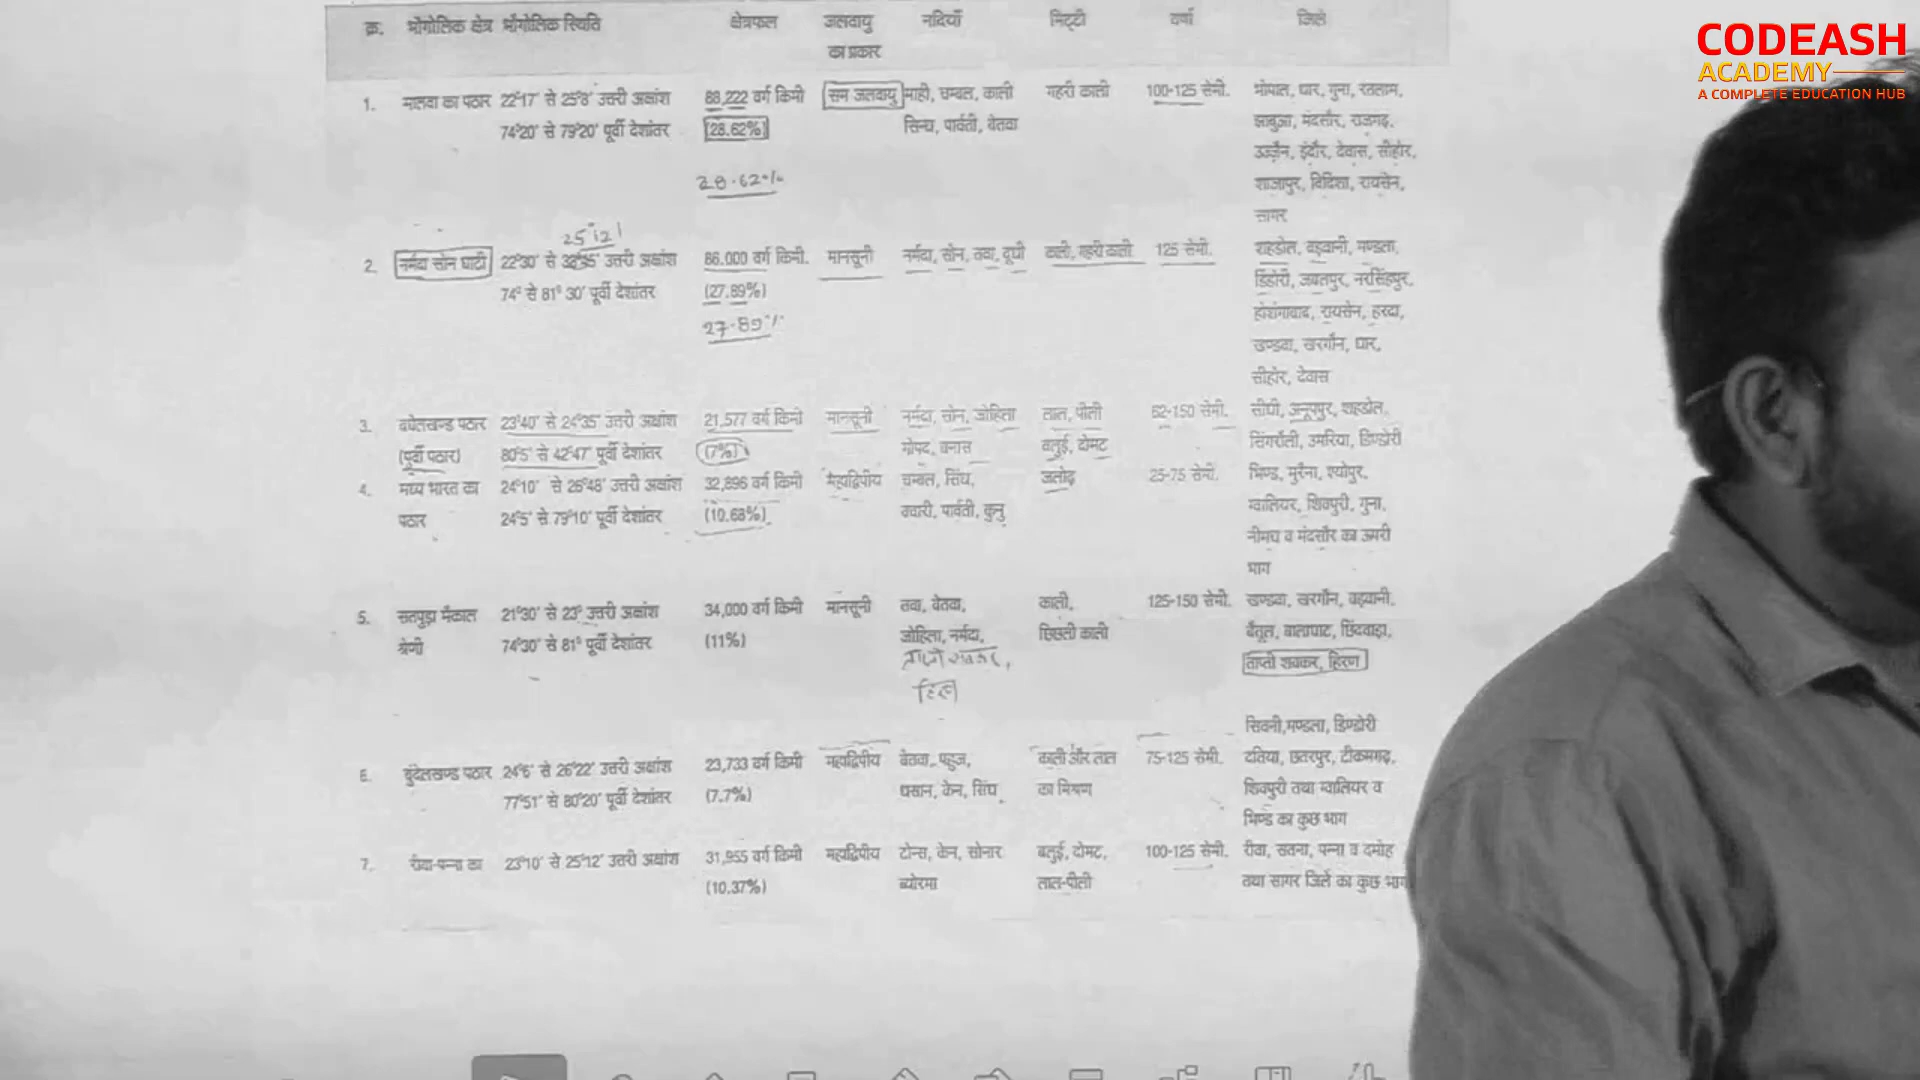 CODEASH
ACADEMY
A COMPLETE EDUCATION HUB
क्र. भौगोलिक क्षेत्र भौगोलिक स्थिति क्षेत्रफल जलवायु नदियाँ मिट्टी वर्षा जिले
का प्रकार
1. मालवा का पठार 22°17' से 25°8' उत्तरी अक्षांश 88,222 वर्ग किमी सम जलवायु माही, चम्बल, काली गहरी काली 100-125 सेमी. भोपाल, धार, गुना, रतलाम,
74°20' से 79°20' पूर्वी देशांतर (28.62%) सिन्ध, पार्वती, बेतवा झाबुआ, मंदसौर, राजगढ़,
उज्जैन, इंदौर, देवास, सीहोर,
28.62% शाजापुर, विदिशा, रायसेन,
सागर
25°12'
2. नर्मदा सोन घाटी 22°30' से उत्तरी अक्षांश 86.000 वर्ग किमी. मानसूनी नर्मदा, सोन, तवा, दूधी काली, गहरी काली 125 सेमी. शहडोल, बड़वानी, मण्डला,
74° से 81° 30' पूर्वी देशांतर (27.89%) डिंडोरी, जबलपुर, नरसिंहपुर,
27.89% होशंगाबाद, रायसेन, हरदा,
खण्डवा, खरगौन, धार,
सीहोर, देवास
3. बघेलखण्ड पठार 23°40' से 24°35' उत्तरी अक्षांश 21,577 वर्ग किमी मानसूनी नर्मदा, सोन, जोहिला लाल, पीली 62-150 सेमी. सीधी, अनूपपुर, शहडोल,
(पूर्वी पठार) 80°5' से 42°47' पूर्वी देशांतर (7%) गोपद, बनास बलुई, दोमट सिंगरौली, उमरिया, डिण्डोरी
4. मध्य भारत का 24°10' से 26°48' उत्तरी अक्षांश 32,896 वर्ग किमी मेहाद्विपीय चम्बल, सिंध, जलोढ़ 25-75 सेमी. भिण्ड, मुरैना, श्योपुर,
पठार 24°5' से 79°10' पूर्वी देशांतर (10.68%) क्वारी, पार्वती, कुनु ग्वालियर, शिवपुरी, गुना,
नीमच व मंदसौर का उमरी
भाग
5. सतपुड़ा मैकाल 21°30' से 23° उत्तरी अक्षांश 34,000 वर्ग किमी मानसूनी तवा, बेतवा, काली, 125-150 सेमी. खण्डवा, खरगौन, बड़वानी,
श्रेणी 74°30' से 81° पूर्वी देशांतर (11%) जोहिला, नर्मदा, छिछली काली बैतूल, बालाघाट, छिंदवाड़ा,
ताप्ती शक्कर, हिरण
सिवनी, मण्डला, डिण्डोरी
6. बुंदेलखण्ड पठार 24°6' से 26°22' उत्तरी अक्षांश 23,733 वर्ग किमी महाद्विपीय बेतवा, पहुज, काली और लाल 75-125 सेमी. दतिया, छतरपुर, टीकमगढ़,
77°51' से 80°20' पूर्वी देशांतर (7.7%) धसान, केन, सिंध का मिश्रण शिवपुरी तथा ग्वालियर व
भिण्ड का कुछ भाग
7. रीवा-पन्ना का 23°10' से 25°12' उत्तरी अक्षांश 31,955 वर्ग किमी महाद्विपीय टोन्स, केन, सोनार बलुई, दोमट, 100-125 सेमी. रीवा, सतना, पन्ना व दमोह
(10.37%) ब्योरमा लाल-पीली तथा सागर जिले का कुछ भाग